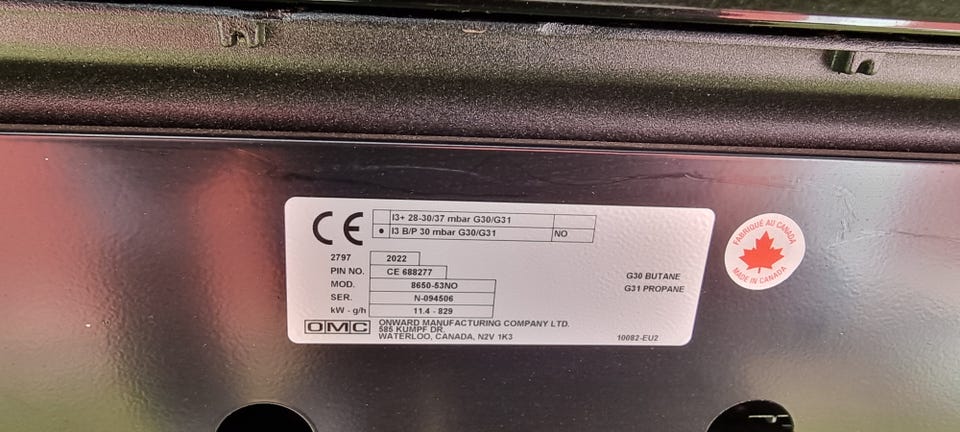 CE
I3+ 28-30/37 mbar G30/G31
• I3 B/P 30 mbar G30/G31 NO
2797 2022
PIN NO. CE 688277
MOD. 8650-53NO
SER. N-094506
kW - g/h 11.4 - 829
G30 BUTANE
G31 PROPANE
OMC ONWARD MANUFACTURING COMPANY LTD.
585 KUMPF DR.
WATERLOO, CANADA, N2V 1K3
10082-EU2
FABRIQUÉ AU CANADA
MADE IN CANADA